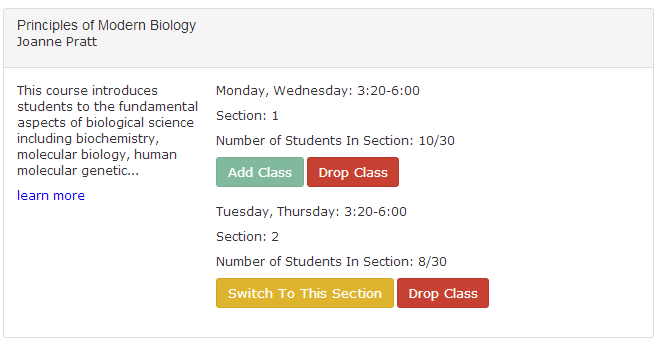 Principles of Modern Biology
Joanne Pratt
This course introduces
students to the fundamental
aspects of biological science
including biochemistry,
molecular biology, human
molecular genetic...
learn more
Monday, Wednesday: 3:20-6:00
Section: 1
Number of Students In Section: 10/30
Add Class Drop Class
Tuesday, Thursday: 3:20-6:00
Section: 2
Number of Students In Section: 8/30
Switch To This Section Drop Class